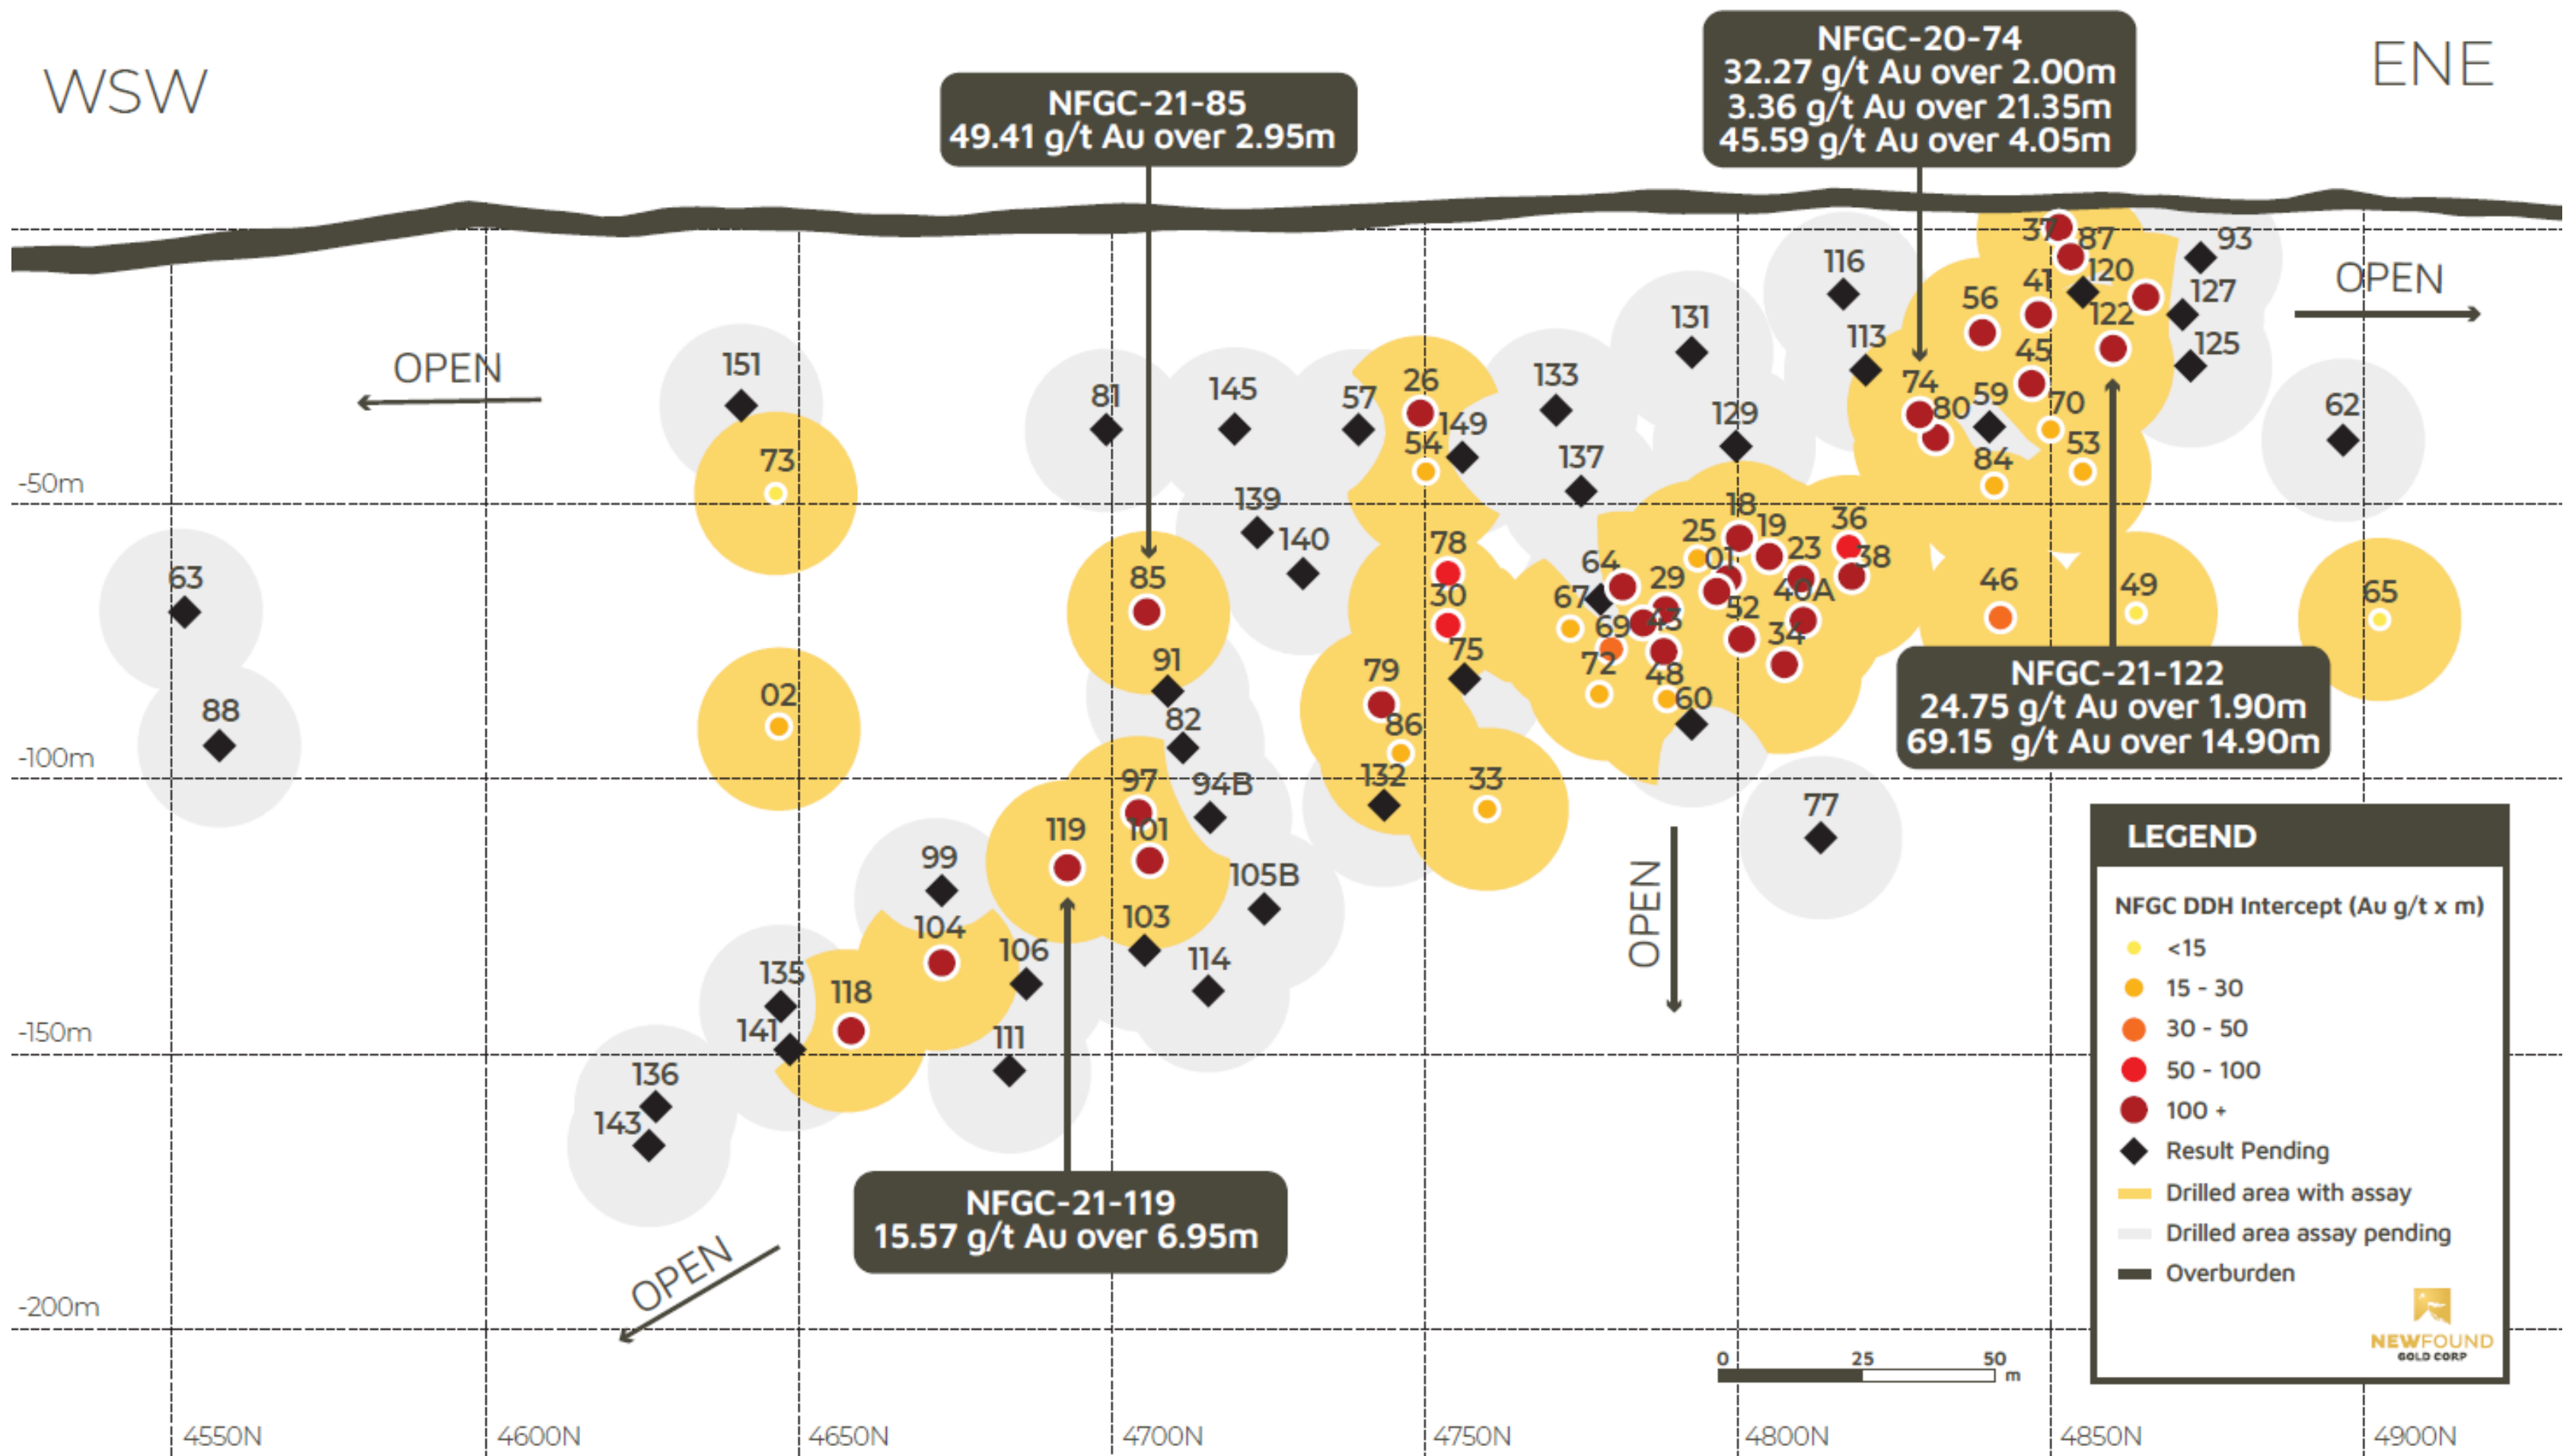 WSW
ENE
NFGC-21-85
49.41 g/t Au over 2.95m
NFGC-20-74
32.27 g/t Au over 2.00m
3.36 g/t Au over 21.35m
45.59 g/t Au over 4.05m
37
87
93
116
120
OPEN
41
56
127
131
122
113
125
OPEN
151
45
26
133
74
81
145
57
59
70
62
129
80
149
54
53
73
137
84
-50m
139
18
36
19
25
140
78
23
38
01
64
63
85
29
46
49
30
67
40A
65
52
69
43
34
75
91
72
79
48
NFGC-21-122
24.75 g/t Au over 1.90m
69.15 g/t Au over 14.90m
02
60
88
82
86
-100m
97
94B
132
33
77
LEGEND
119
101
99
105B
OPEN
NFGC DDH Intercept (Au g/t x m)
<15
15 - 30
30 - 50
50 - 100
100 +
Result Pending
Drilled area with assay
Drilled area assay pending
Overburden
104
103
106
114
135
118
141
-150m
111
136
143
NFGC-21-119
15.57 g/t Au over 6.95m
OPEN
-200m
NEWFOUND
GOLD CORP
0 25 50
m
4550N 4600N 4650N 4700N 4750N 4800N 4850N 4900N